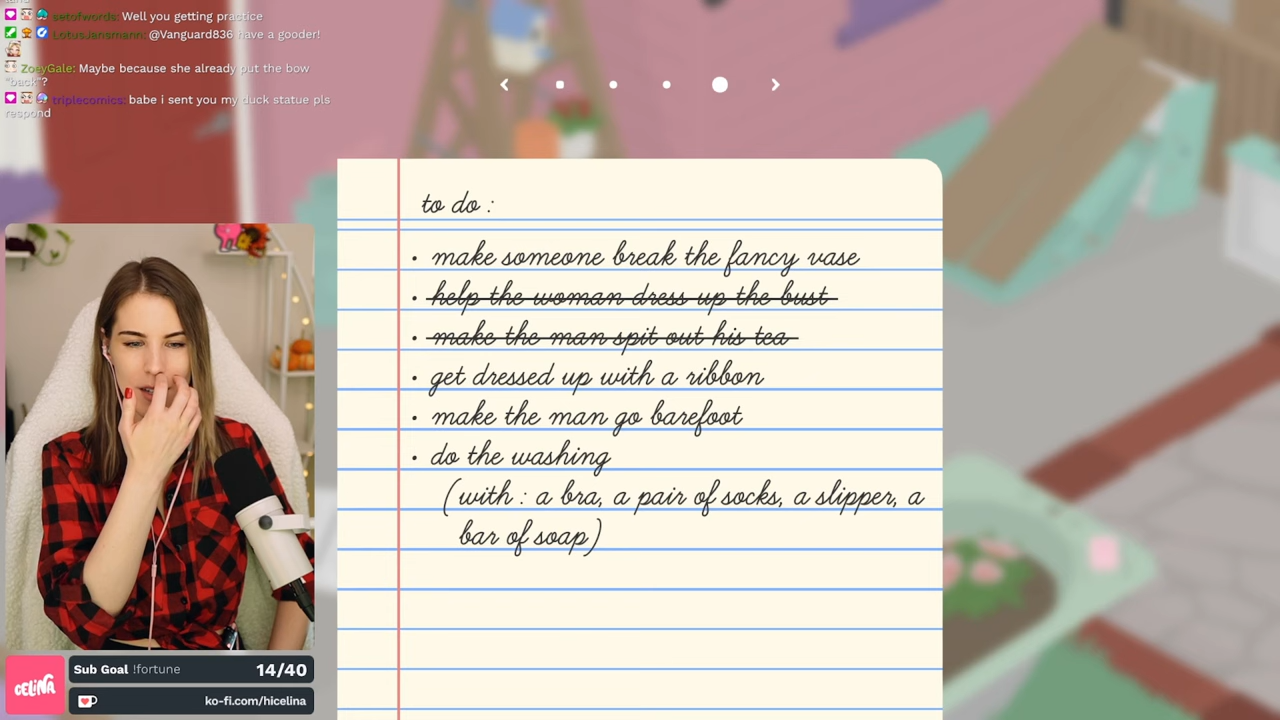 setofwords: Well you getting practice
LotusJansmann: @Vanguard836 have a gooder!
ZoeyGale: Maybe because she already put the bow
"back"?
triplecomics: babe i sent you my duck statue pls
respond
to do :
• make someone break the fancy vase
• help the woman dress up the bust
• make the man spit out his tea
• get dressed up with a ribbon
• make the man go barefoot
• do the washing
(with : a bra, a pair of socks, a slipper, a
bar of soap)
CELINA
Sub Goal !fortune 14/40
ko-fi.com/hicelina